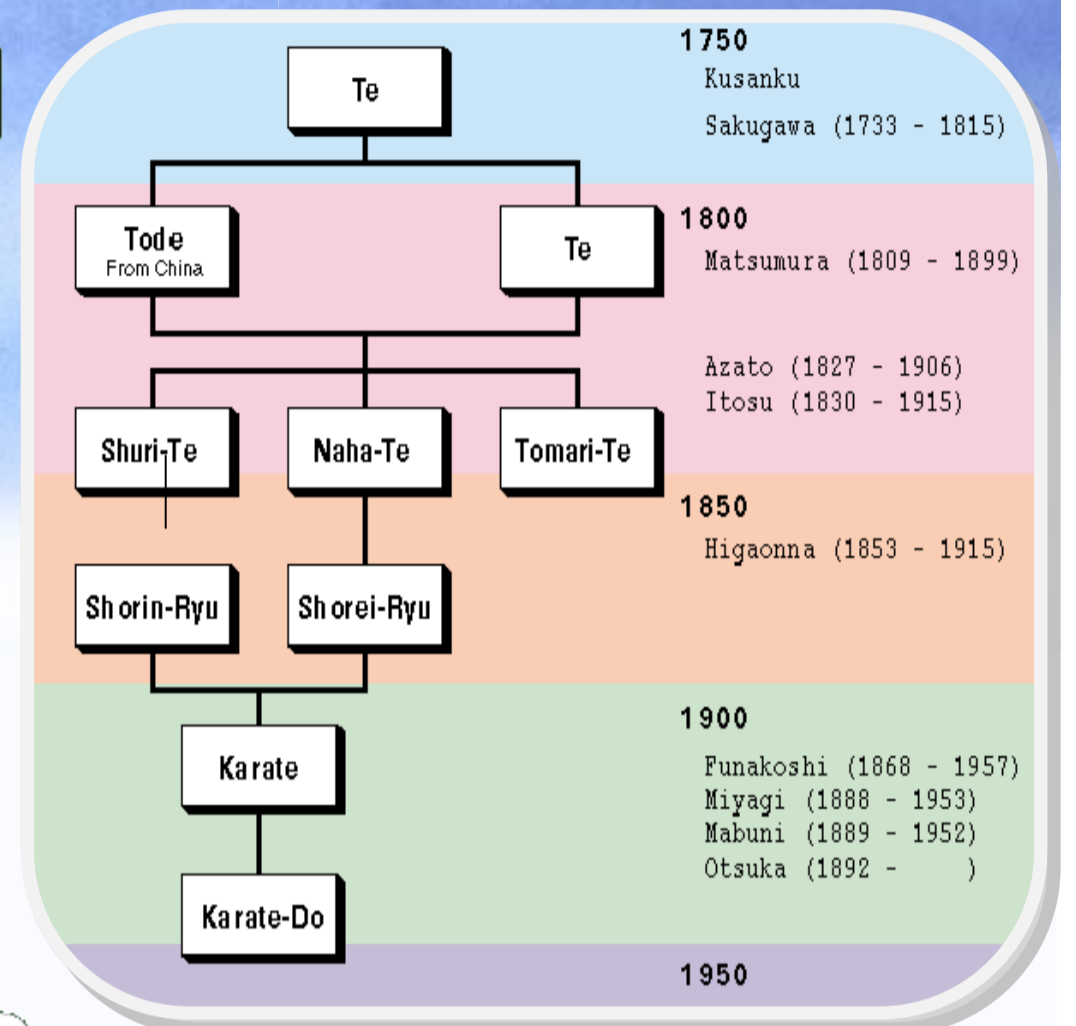 1750
Te
Kusanku
Sakugawa (1733 - 1815)
Tode
From China
Te
1800
Matsumura (1809 - 1899)
Azato (1827 - 1906)
Itosu (1830 - 1915)
Shuri-Te
Naha-Te
Tomari-Te
1850
Higaonna (1853 - 1915)
Shorin-Ryu
Shorei-Ryu
1900
Karate
Funakoshi (1868 - 1957)
Miyagi (1888 - 1953)
Mabuni (1889 - 1952)
Otsuka (1892 -     )
Karate-Do
1950